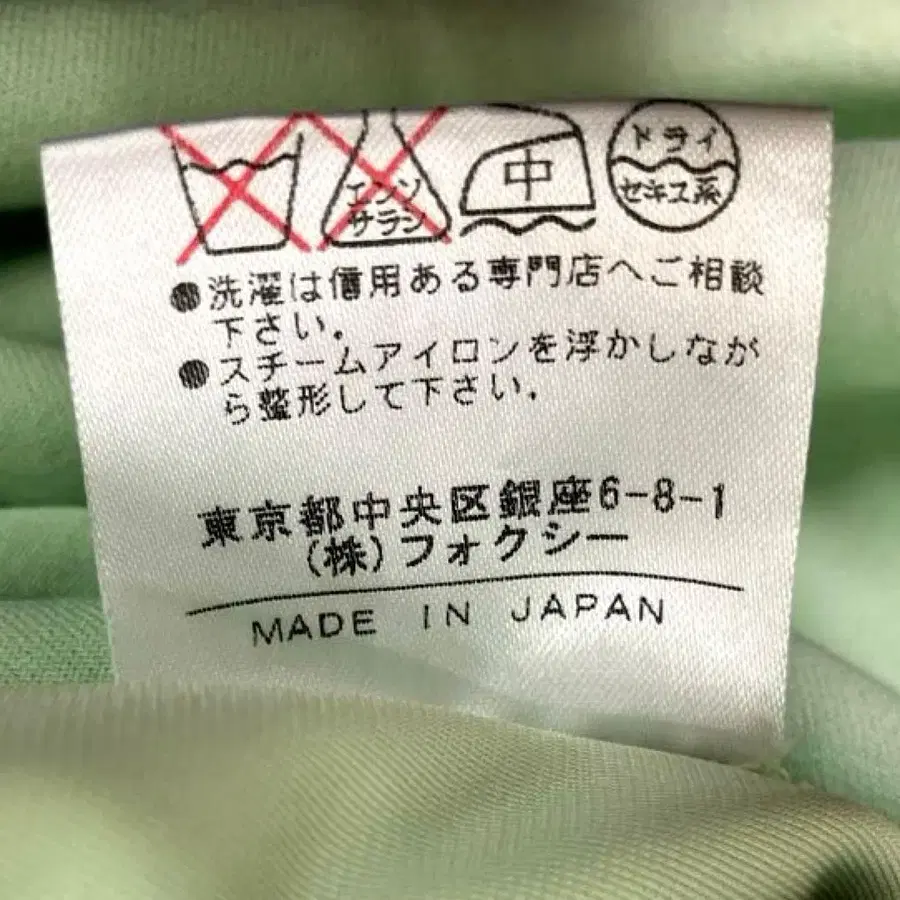 エンソ
サラシ
中
ドライ
セキユ系
●洗濯は信用ある専門店へご相談
下さい.
●スチームアイロンを浮かしなが
ら整形して下さい.
東京都中央区銀座6-8-1
(株)フォクシー
MADE IN JAPAN